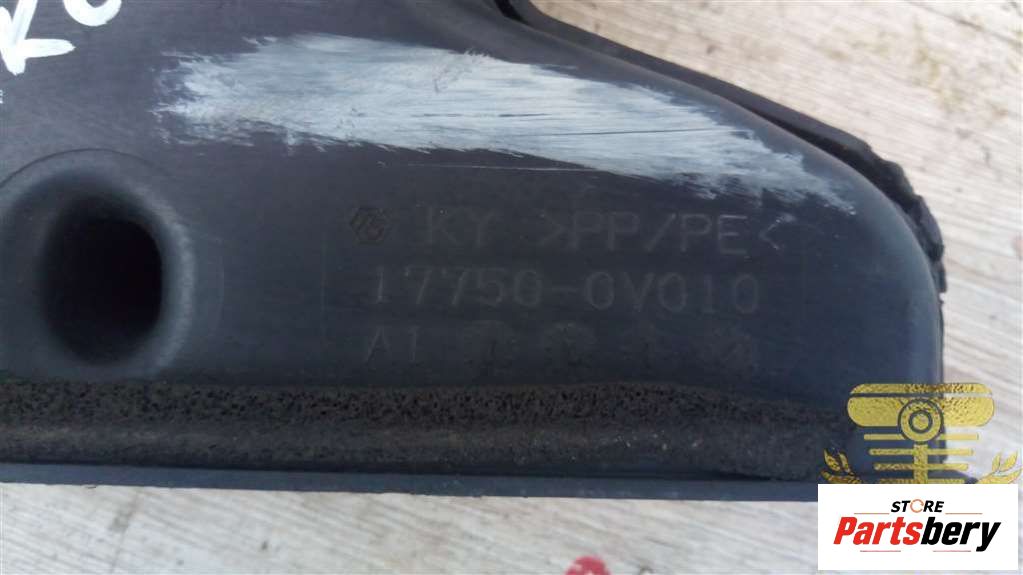 KY >PP/PE<
17750-0V010
A1
STORE
Partsbery